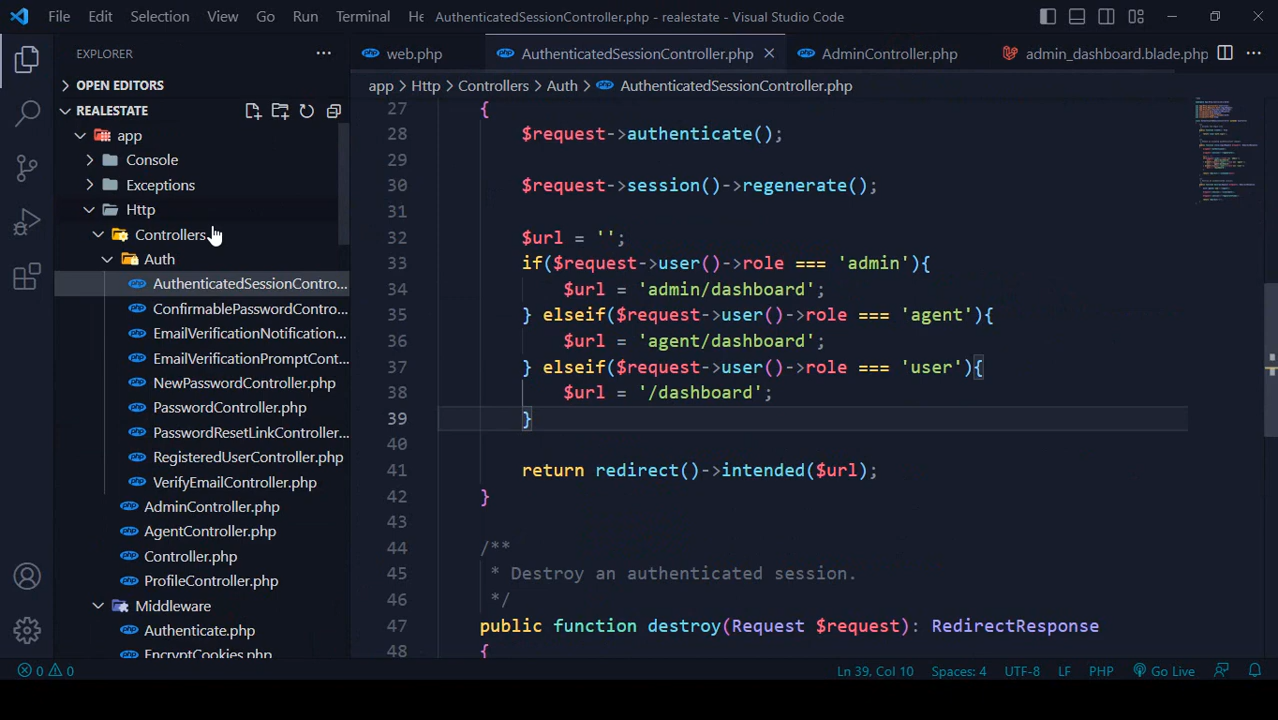 File Edit Selection View Go Run Terminal He AuthenticatedSessionController.php - realestate - Visual Studio Code
EXPLORER
OPEN EDITORS
REALESTATE
app
Console
Exceptions
Http
Controllers
Auth
AuthenticatedSessionContro...
ConfirmablePasswordContro...
EmailVerificationNotification...
EmailVerificationPromptCont...
NewPasswordController.php
PasswordController.php
PasswordResetLinkController...
RegisteredUserController.php
VerifyEmailController.php
AdminController.php
AgentController.php
Controller.php
ProfileController.php
Middleware
Authenticate.php
EncryptCookies.php
web.php AuthenticatedSessionController.php AdminController.php admin_dashboard.blade.php
app > Http > Controllers > Auth > AuthenticatedSessionController.php
27 {
28 $request->authenticate();
29
30 $request->session()->regenerate();
31
32 $url = '';
33 if($request->user()->role === 'admin'){
34 $url = 'admin/dashboard';
35 } elseif($request->user()->role === 'agent'){
36 $url = 'agent/dashboard';
37 } elseif($request->user()->role === 'user'){
38 $url = '/dashboard';
39 }
40
41 return redirect()->intended($url);
42 }
43
44 /**
45 * Destroy an authenticated session.
46 */
47 public function destroy(Request $request): RedirectResponse
48 {
0 0 Ln 39, Col 10 Spaces: 4 UTF-8 LF PHP Go Live